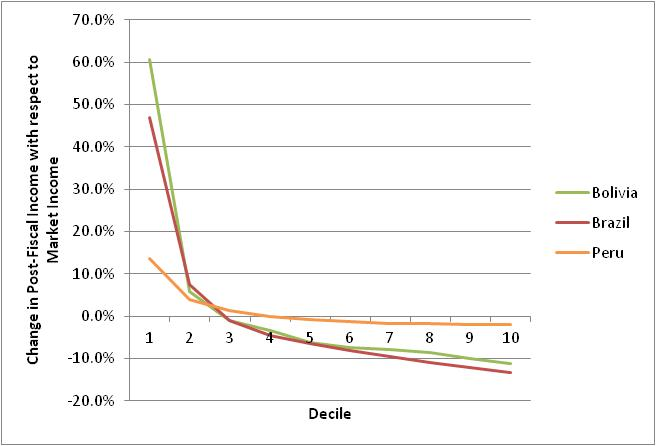 Change in Post-Fiscal Income with respect to
Market Income
70.0%
60.0%
50.0%
40.0%
30.0%
20.0%
10.0%
0.0%
-10.0%
-20.0%
1 2 3 4 5 6 7 8 9 10
Decile
Bolivia
Brazil
Peru